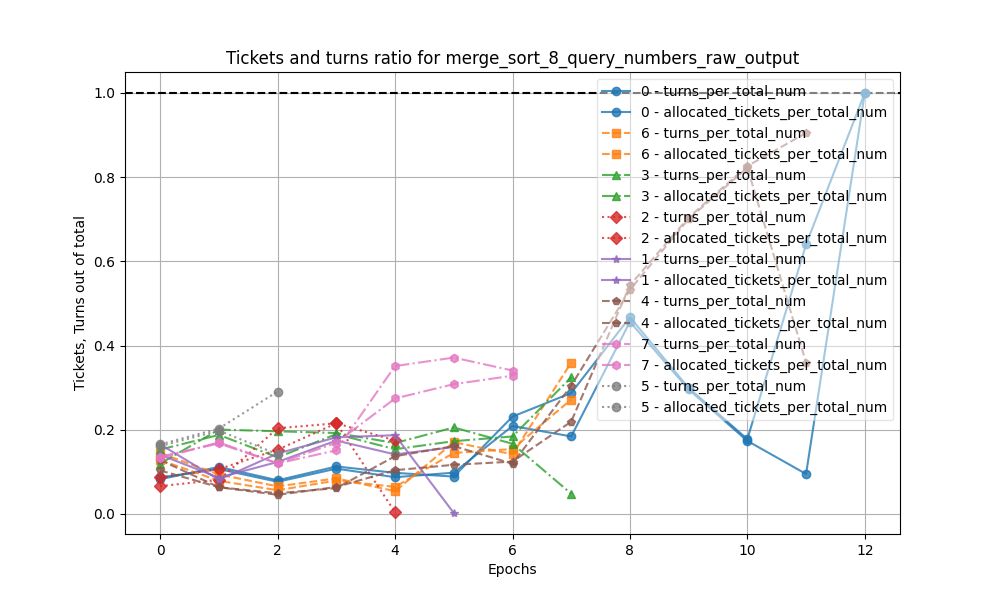 Tickets and turns ratio for merge_sort_8_query_numbers_raw_output
1.0
0.8
0.6
0.4
0.2
0.0
Tickets, Turns out of total
0 - turns_per_total_num
0 - allocated_tickets_per_total_num
6 - turns_per_total_num
6 - allocated_tickets_per_total_num
3 - turns_per_total_num
3 - allocated_tickets_per_total_num
2 - turns_per_total_num
2 - allocated_tickets_per_total_num
1 - turns_per_total_num
1 - allocated_tickets_per_total_num
4 - turns_per_total_num
4 - allocated_tickets_per_total_num
7 - turns_per_total_num
7 - allocated_tickets_per_total_num
5 - turns_per_total_num
5 - allocated_tickets_per_total_num
0 2 4 6 8 10 12
Epochs